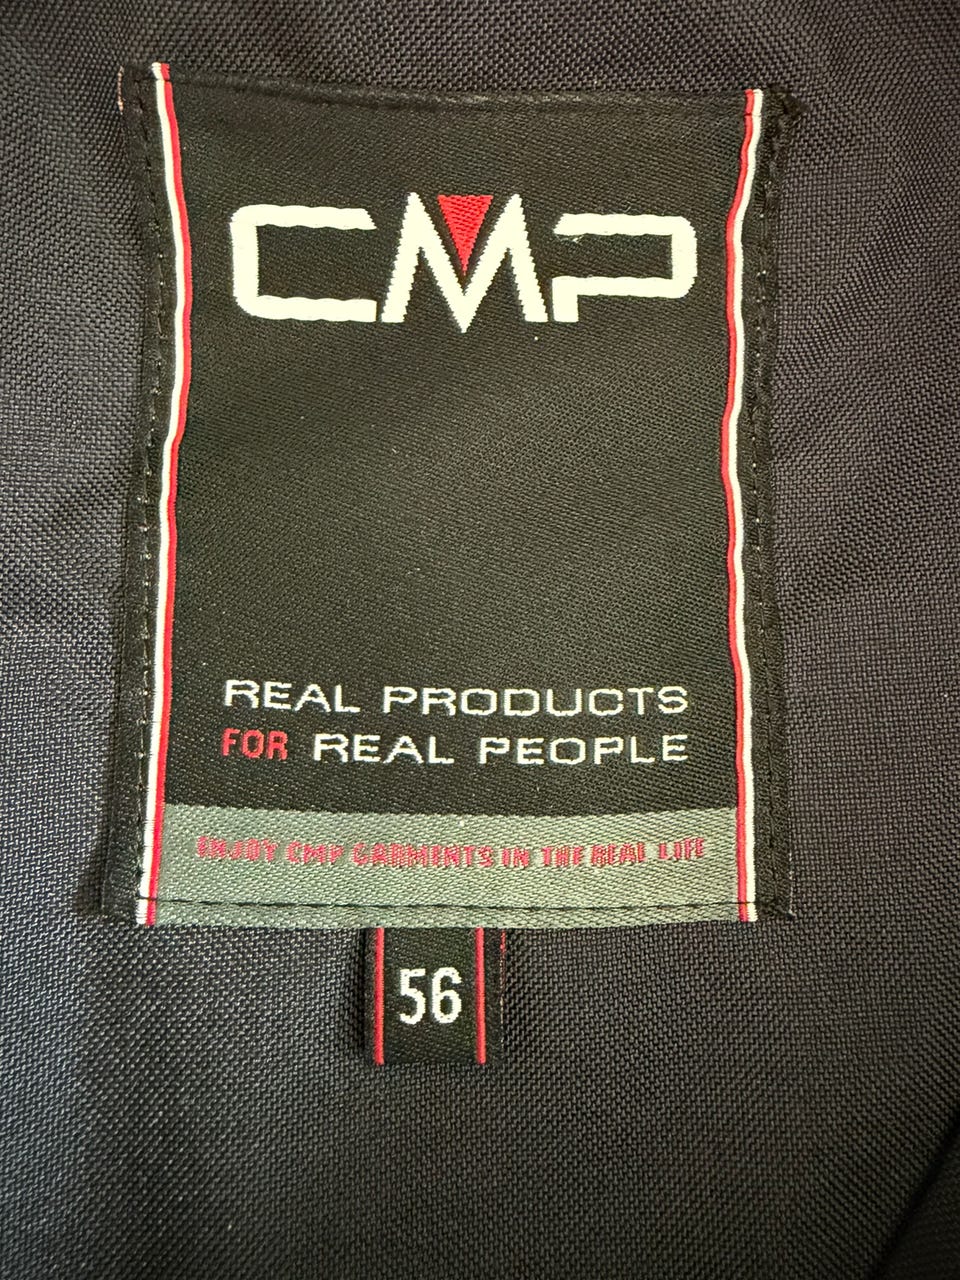 CMP
REAL PRODUCTS
FOR REAL PEOPLE
ENJOY CMP GARMENTS IN THE REAL LIFE
56